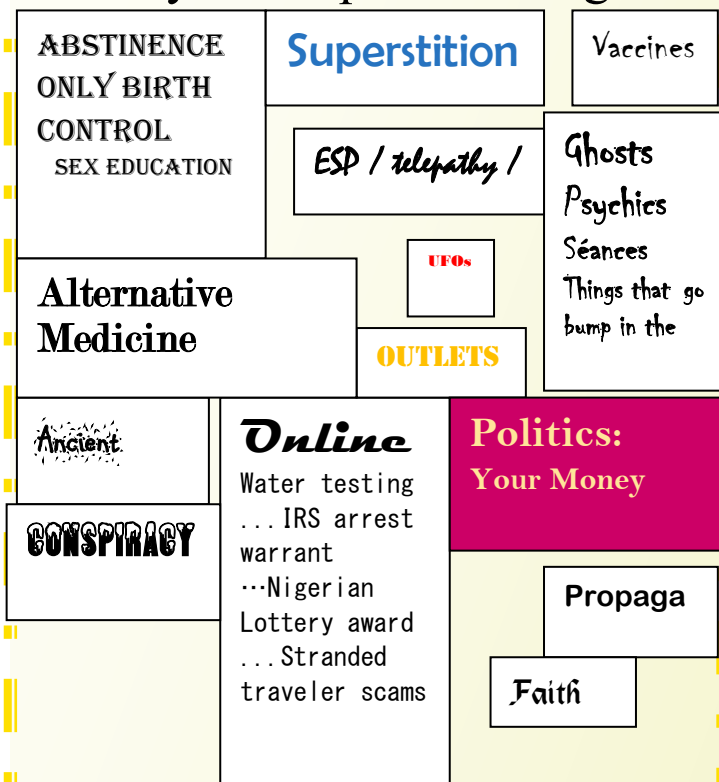 ABSTINENCE
ONLY BIRTH
CONTROL
SEX EDUCATION
Superstition
Vaccines
ESP / telepathy /
Ghosts
Psychics
Séances
Things that go
bump in the
UFOs
Alternative
Medicine
OUTLETS
Ancient
CONSPIRACY
Online
Water testing
...IRS arrest
warrant
…Nigerian
Lottery award
...Stranded
traveler scams
Politics:
Your Money
Propaga
Faith